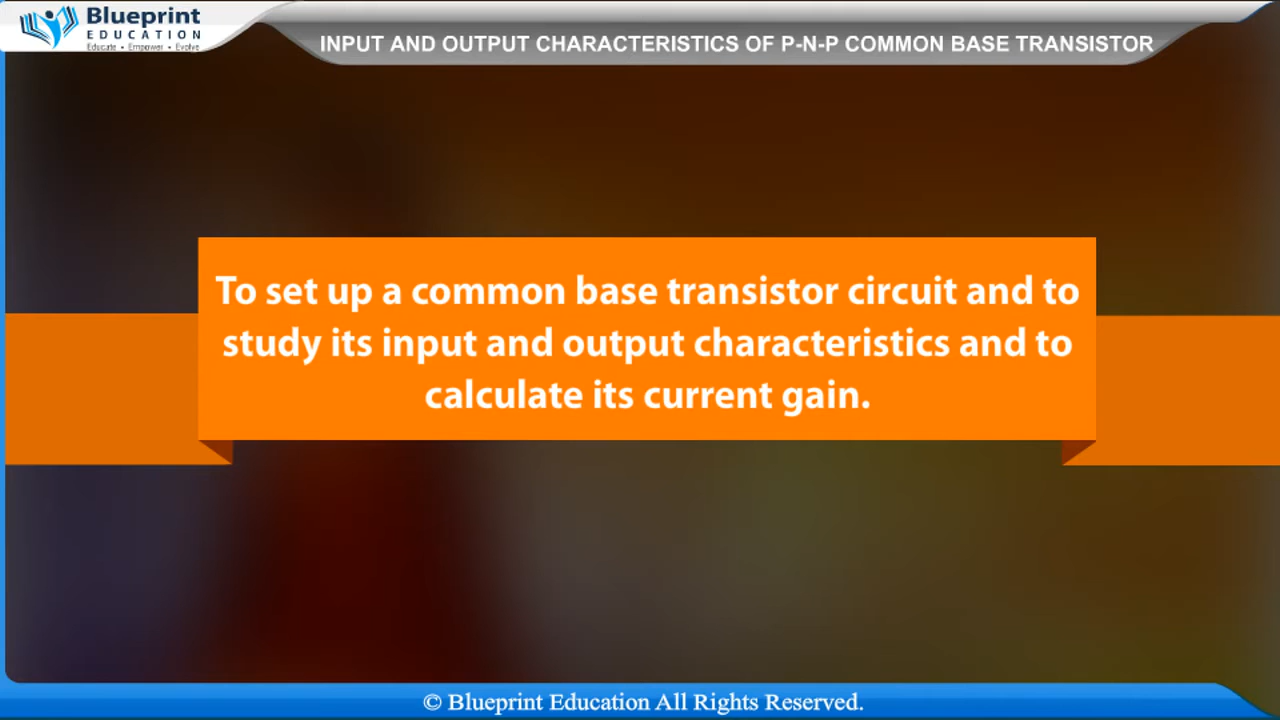 Blueprint
EDUCATION
Educate • Empower • Evolve
INPUT AND OUTPUT CHARACTERISTICS OF P-N-P COMMON BASE TRANSISTOR
To set up a common base transistor circuit and to
study its input and output characteristics and to
calculate its current gain.
© Blueprint Education All Rights Reserved.